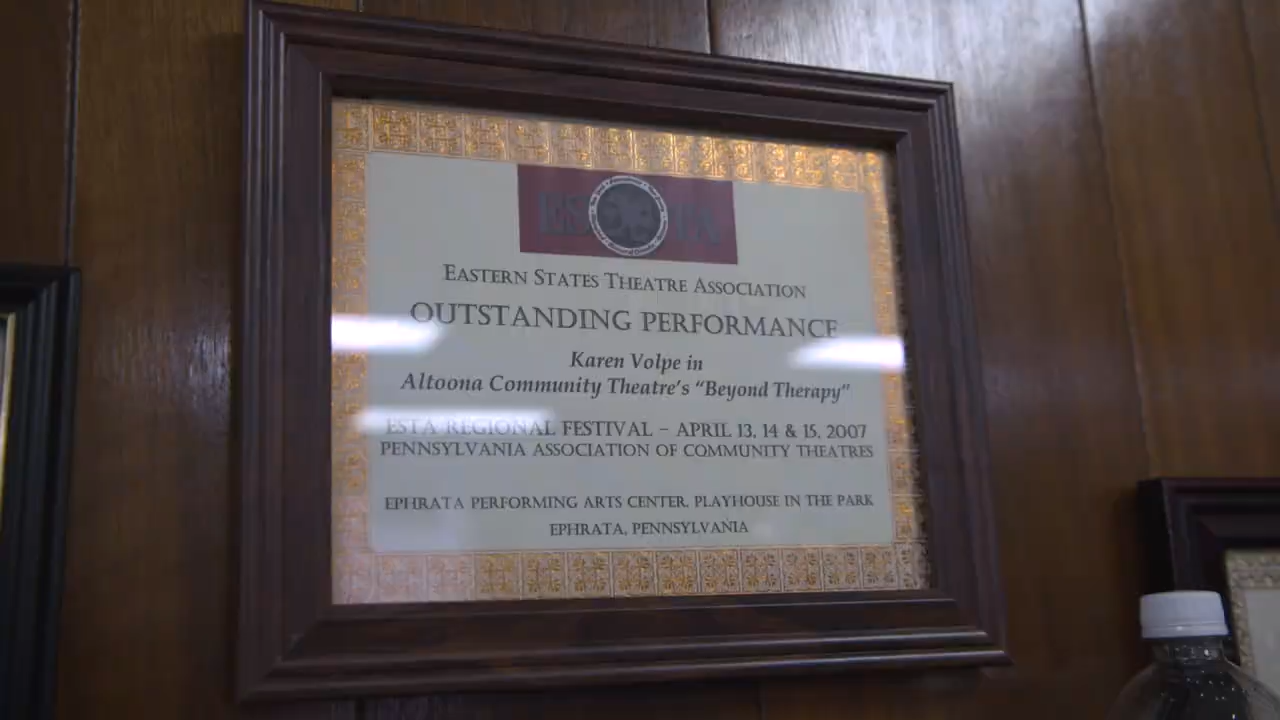 ESTA
EASTERN STATES THEATRE ASSOCIATION
OUTSTANDING PERFORMANCE
Karen Volpe in
Altoona Community Theatre's "Beyond Therapy"
ESTA REGIONAL FESTIVAL – APRIL 13, 14 & 15, 2007
PENNSYLVANIA ASSOCIATION OF COMMUNITY THEATRES
EPHRATA PERFORMING ARTS CENTER, PLAYHOUSE IN THE PARK
EPHRATA, PENNSYLVANIA